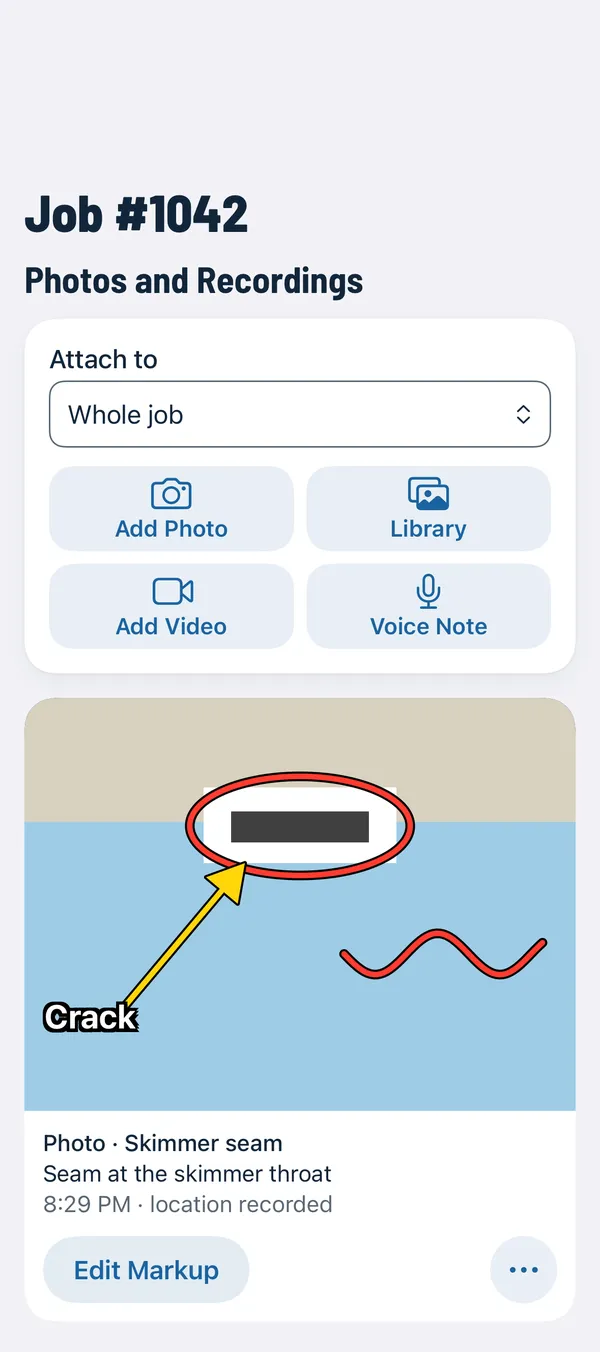 Job #1042
Photos and Recordings
Attach to
Whole job
Add Photo
Library
Add Video
Voice Note
Crack
Photo · Skimmer seam
Seam at the skimmer throat
8:29 PM · location recorded
Edit Markup